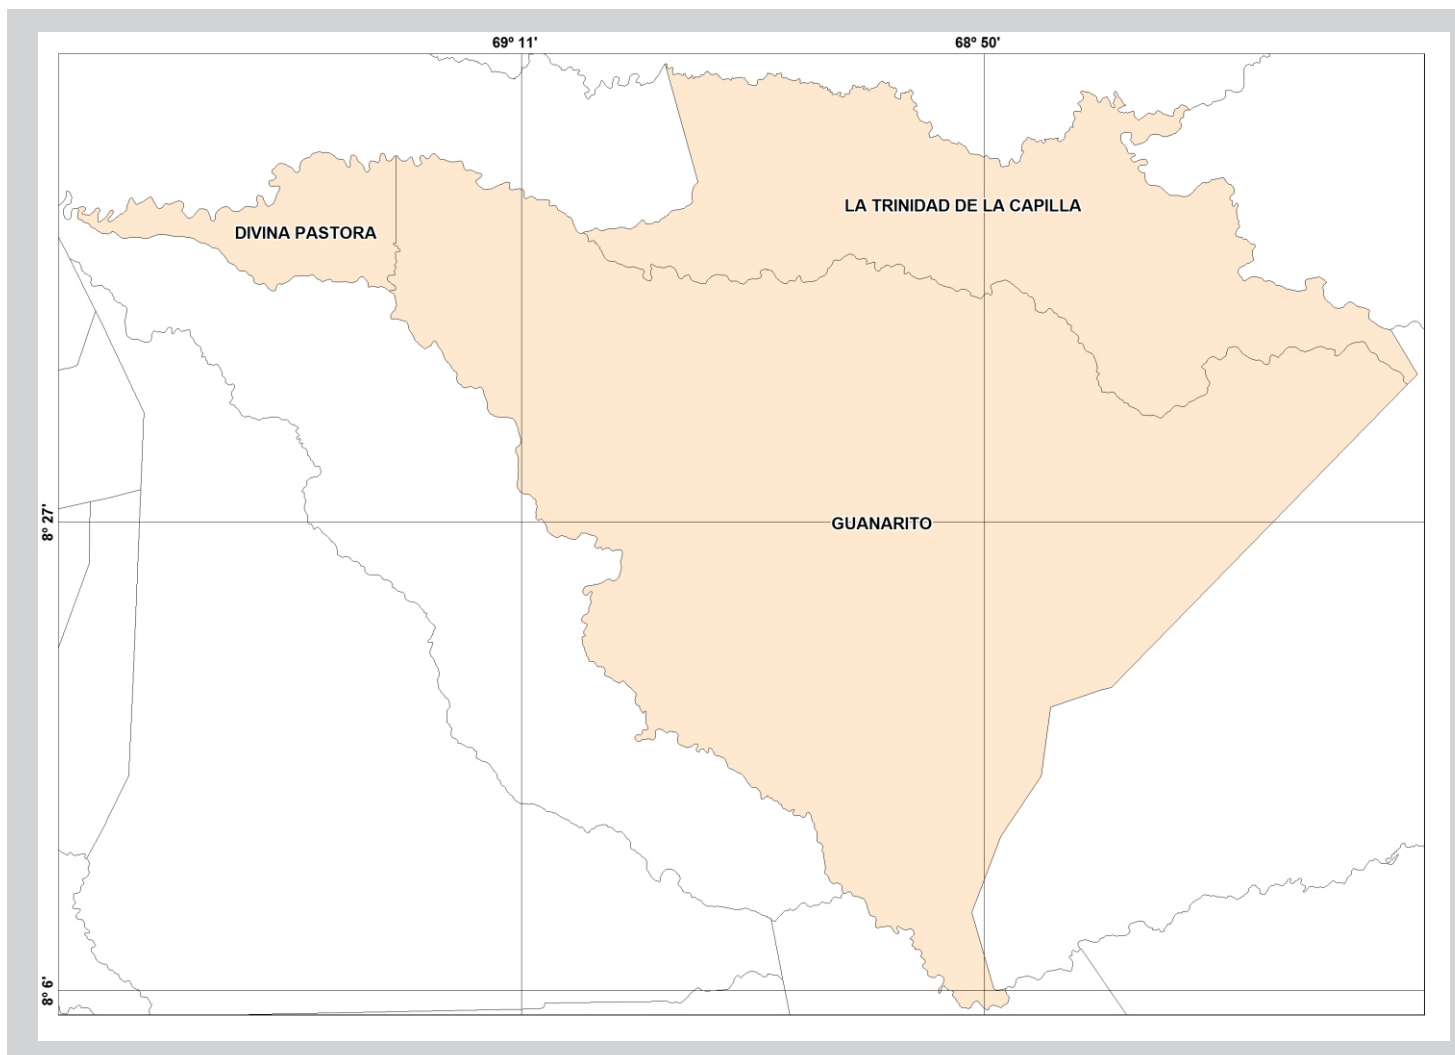 69º 11'
68º 50'
LA TRINIDAD DE LA CAPILLA
DIVINA PASTORA
8º 27'
GUANARITO
8º 6'